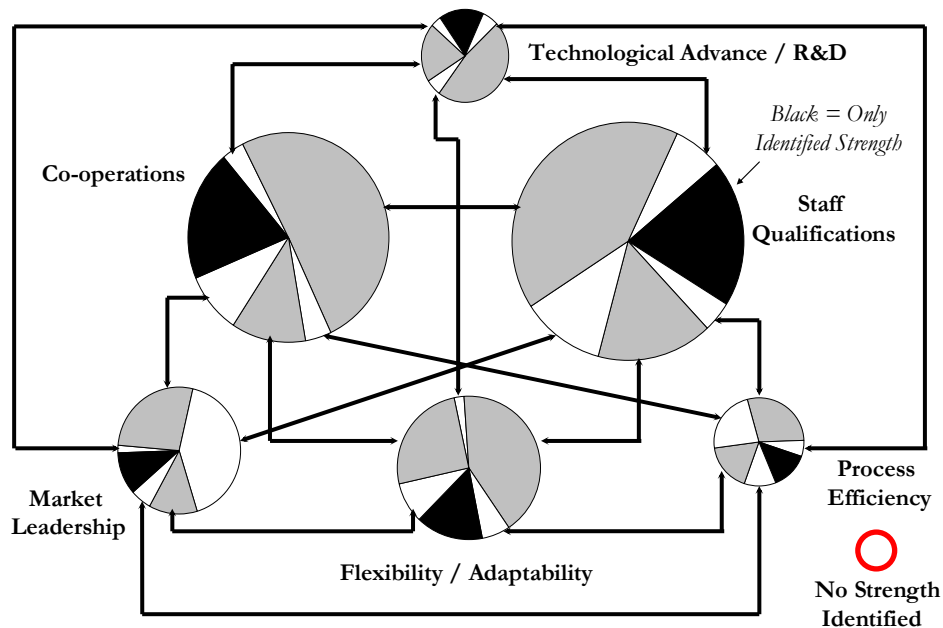 Technological Advance / R&D
Black = Only
Identified Strength
Co-operations
Staff
Qualifications
Market
Leadership
Process
Efficiency
Flexibility / Adaptability
No Strength
Identified